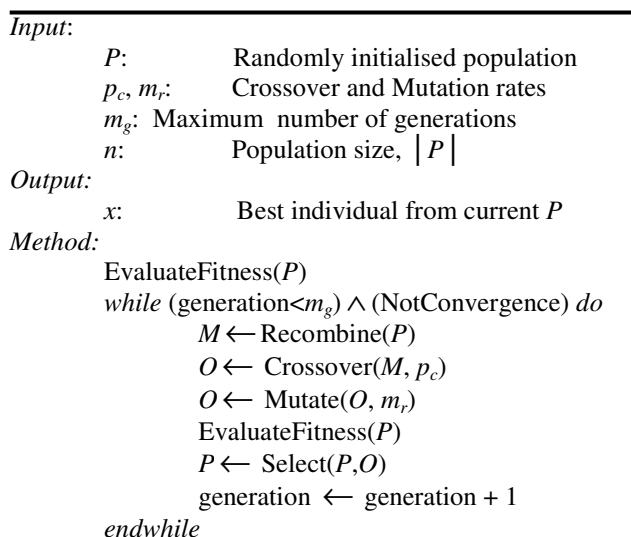 Input:
P: Randomly initialised population
pc, mr: Crossover and Mutation rates
mg: Maximum number of generations
n: Population size, |P|
Output:
x: Best individual from current P
Method:
EvaluateFitness(P)
while (generation<mg) ∧ (NotConvergence) do
M ← Recombine(P)
O ← Crossover(M, pc)
O ← Mutate(O, mr)
EvaluateFitness(P)
P ← Select(P,O)
generation ← generation + 1
endwhile